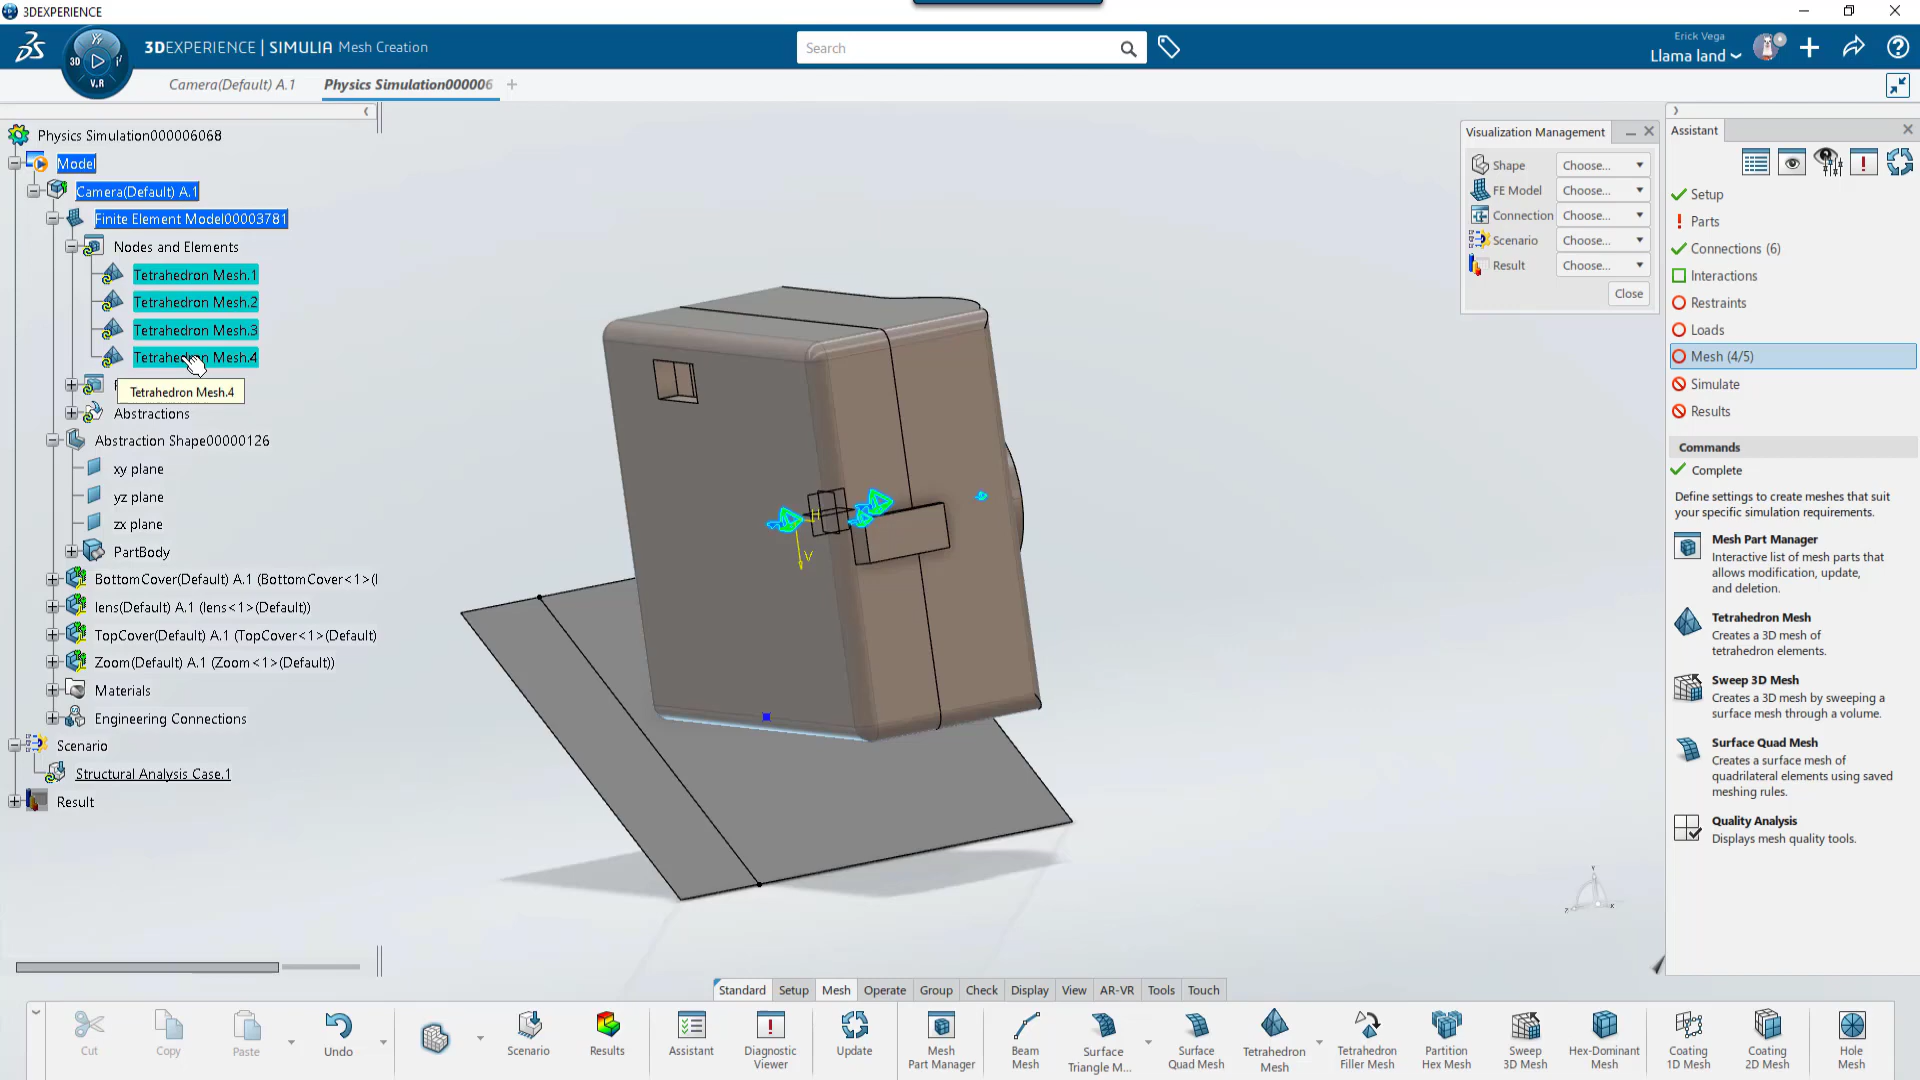 3DEXPERIENCE
3DEXPERIENCE | SIMULIA Mesh Creation
3D
V.R
Search
Erick Vega
Llama land
Camera(Default) A.1
Physics Simulation000006
Physics Simulation000006068
Model
Camera(Default) A.1
Finite Element Model00003781
Nodes and Elements
Tetrahedron Mesh.1
Tetrahedron Mesh.2
Tetrahedron Mesh.3
Tetrahedron Mesh.4
Tetrahedron Mesh.4
Abstractions
Abstraction Shape00000126
xy plane
yz plane
zx plane
PartBody
BottomCover(Default) A.1 (BottomCover<1>(
lens(Default) A.1 (lens<1>(Default))
TopCover(Default) A.1 (TopCover<1>(Default)
Zoom(Default) A.1 (Zoom<1>(Default))
Materials
Engineering Connections
Scenario
Structural Analysis Case.1
Result
H
V
Visualization Management
Shape Choose...
FE Model Choose...
Connection Choose...
Scenario Choose...
Result Choose...
Close
Assistant
Setup
Parts
Connections (6)
Interactions
Restraints
Loads
Mesh (4/5)
Simulate
Results
Commands
Complete
Define settings to create meshes that suit
your specific simulation requirements.
Mesh Part Manager
Interactive list of mesh parts that
allows modification, update,
and deletion.
Tetrahedron Mesh
Creates a 3D mesh of
tetrahedron elements.
Sweep 3D Mesh
Creates a 3D mesh by sweeping a
surface mesh through a volume.
Surface Quad Mesh
Creates a surface mesh of
quadrilateral elements using saved
meshing rules.
Quality Analysis
Displays mesh quality tools.
Standard Setup Mesh Operate Group Check Display View AR-VR Tools Touch
Cut
Copy
Paste
Undo
Scenario
Results
Assistant
Diagnostic
Viewer
Update
Mesh
Part Manager
Beam
Mesh
Surface
Triangle M...
Surface
Quad Mesh
Tetrahedron
Mesh
Tetrahedron
Filler Mesh
Partition
Hex Mesh
Sweep
3D Mesh
Hex-Dominant
Mesh
Coating
1D Mesh
Coating
2D Mesh
Hole
Mesh